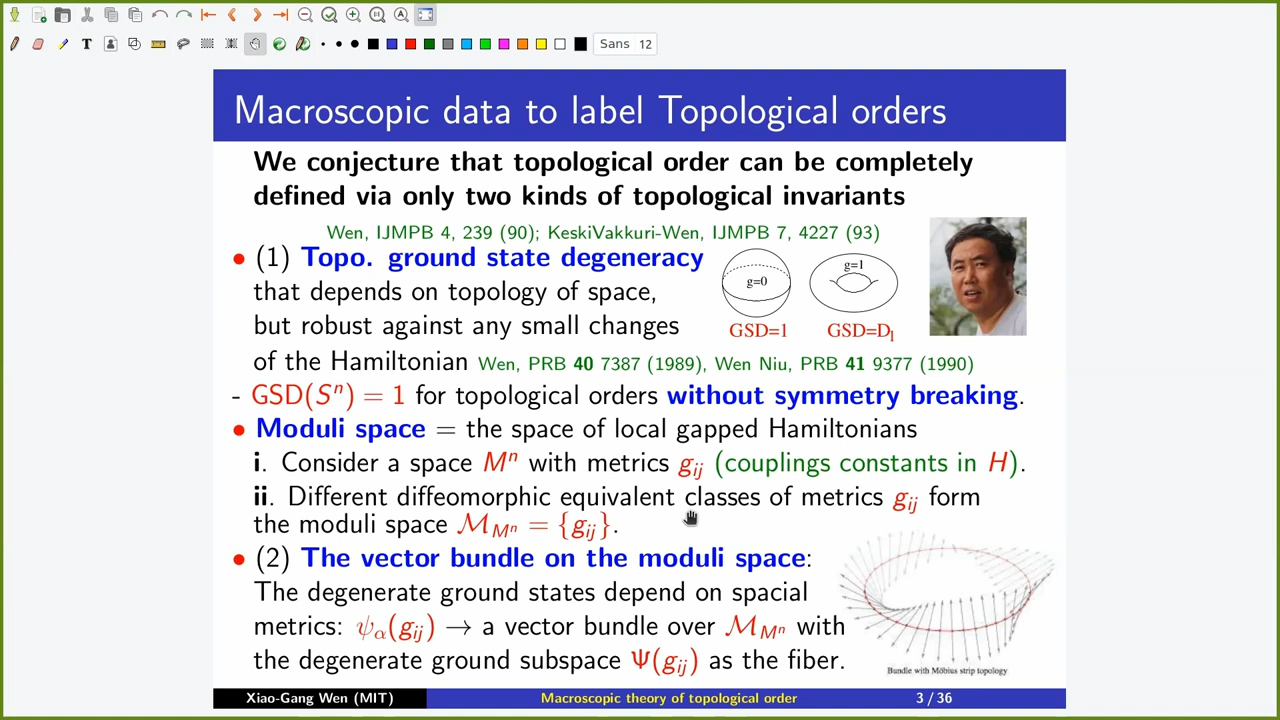 Sans 12
Macroscopic data to label Topological orders
We conjecture that topological order can be completely
defined via only two kinds of topological invariants
Wen, IJMPB 4, 239 (90); KeskiVakkuri-Wen, IJMPB 7, 4227 (93)
• (1) Topo. ground state degeneracy
that depends on topology of space,
but robust against any small changes
of the Hamiltonian Wen, PRB 40 7387 (1989), Wen Niu, PRB 41 9377 (1990)
g=0
g=1
GSD=1
GSD=D₁
- GSD(Sⁿ) = 1 for topological orders without symmetry breaking.
• Moduli space = the space of local gapped Hamiltonians
i. Consider a space Mⁿ with metrics g_ij (couplings constants in H).
ii. Different diffeomorphic equivalent classes of metrics g_ij form
the moduli space ℳ_Mⁿ = {g_ij}.
• (2) The vector bundle on the moduli space:
The degenerate ground states depend on spacial
metrics: ψ_α(g_ij) → a vector bundle over ℳ_Mⁿ with
the degenerate ground subspace Ψ(g_ij) as the fiber.
Bundle with Möbius strip topology
Xiao-Gang Wen (MIT)
Macroscopic theory of topological order
3 / 36